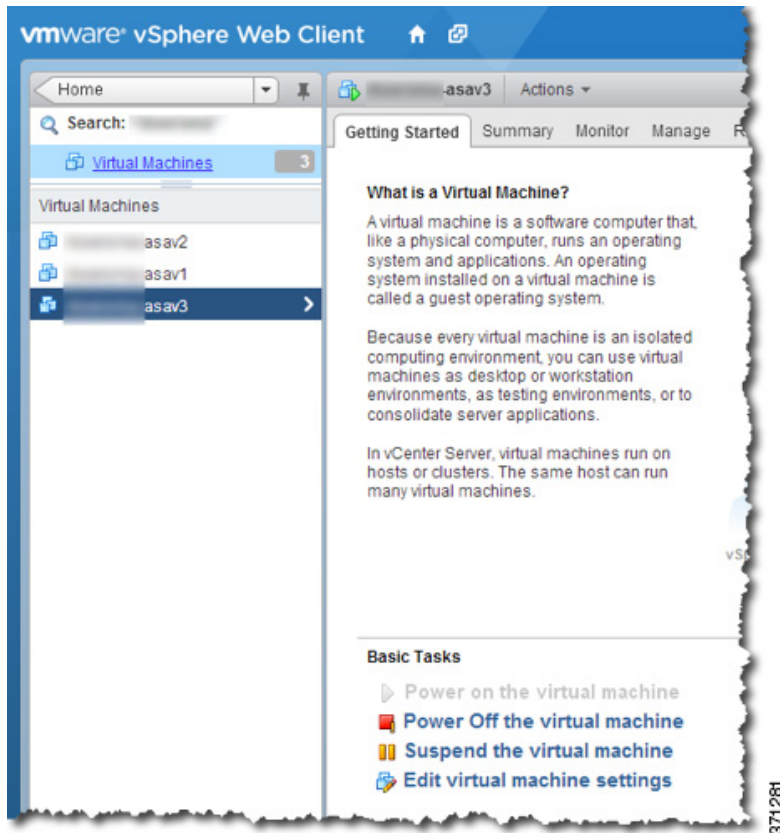 vmware® vSphere Web Client
Home
Search:
Virtual Machines 3
Virtual Machines
asav2
asav1
asav3
asav3 Actions
Getting Started Summary Monitor Manage R
What is a Virtual Machine?
A virtual machine is a software computer that,
like a physical computer, runs an operating
system and applications. An operating
system installed on a virtual machine is
called a guest operating system.
Because every virtual machine is an isolated
computing environment, you can use virtual
machines as desktop or workstation
environments, as testing environments, or to
consolidate server applications.
In vCenter Server, virtual machines run on
hosts or clusters. The same host can run
many virtual machines.
vSp
Basic Tasks
Power on the virtual machine
Power Off the virtual machine
Suspend the virtual machine
Edit virtual machine settings
371281